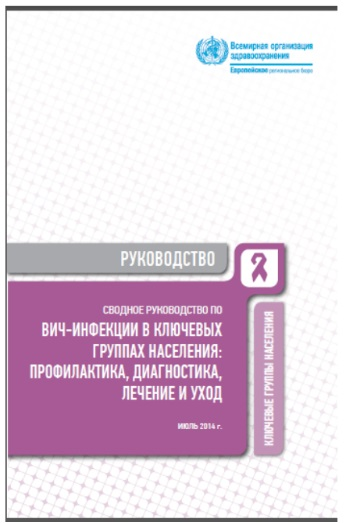 Всемирная организация
здравоохранения
Европейское региональное бюро
РУКОВОДСТВО
СВОДНОЕ РУКОВОДСТВО ПО
ВИЧ-ИНФЕКЦИИ В КЛЮЧЕВЫХ
ГРУППАХ НАСЕЛЕНИЯ:
ПРОФИЛАКТИКА, ДИАГНОСТИКА,
ЛЕЧЕНИЕ И УХОД
ИЮЛЬ 2014 г.
КЛЮЧЕВЫЕ ГРУППЫ НАСЕЛЕНИЯ